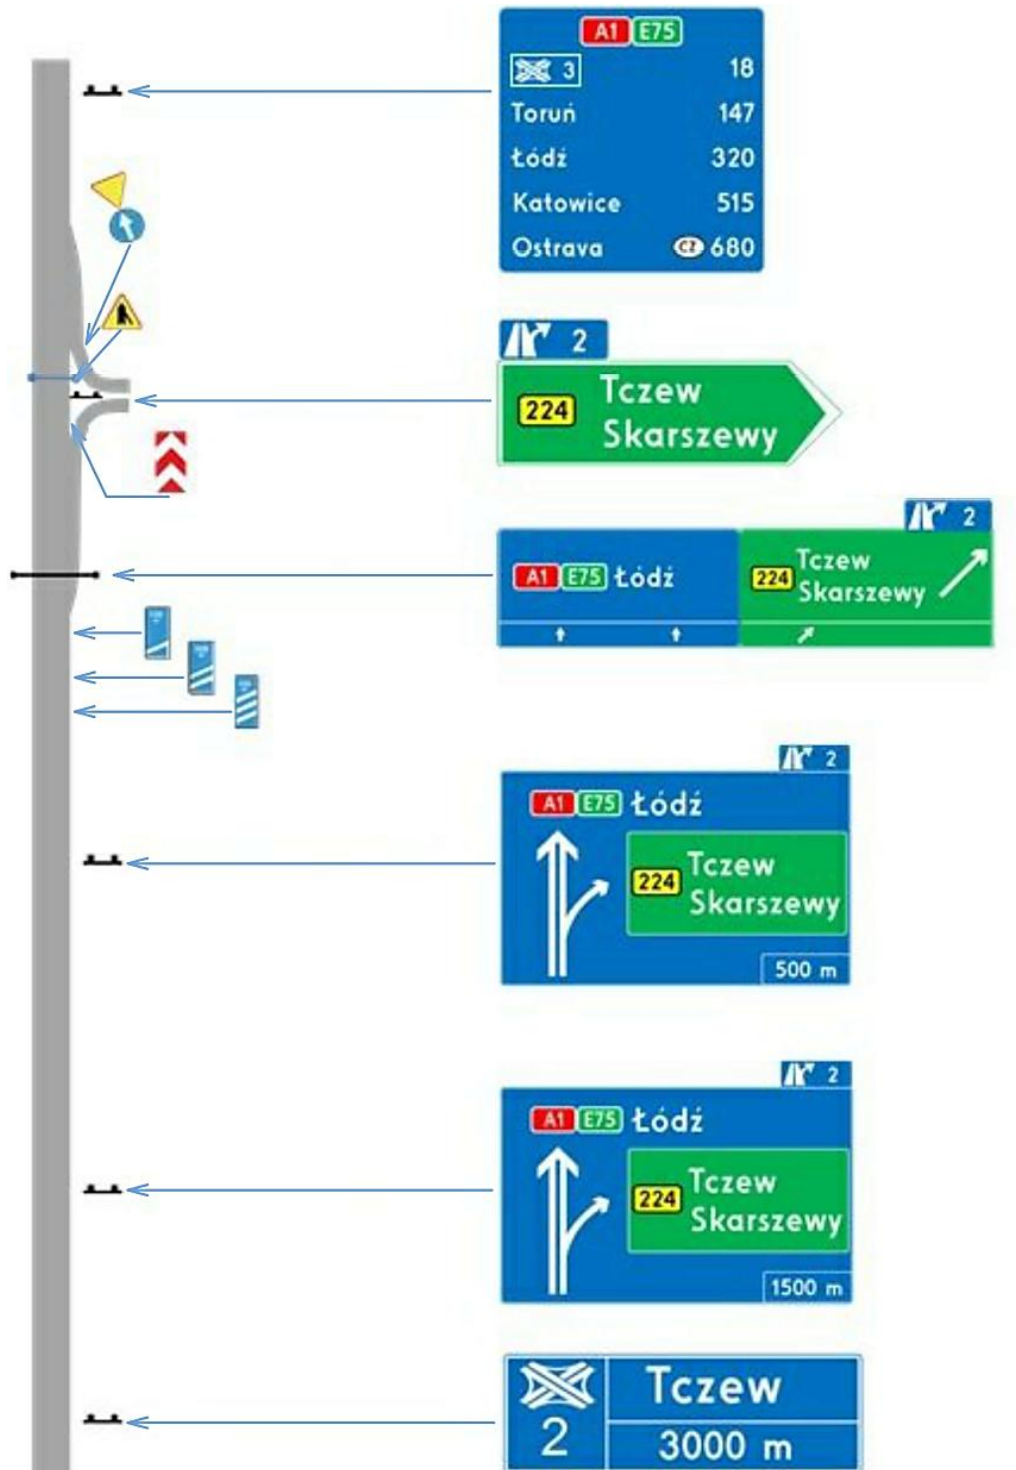 A1 E75
3 18
Toruń 147
Łódź 320
Katowice 515
Ostrava CZ 680
2
224 Tczew
Skarszewy
2
A1 E75 Łódź
224 Tczew
Skarszewy
2
A1 E75 Łódź
224 Tczew
Skarszewy
500 m
2
A1 E75 Łódź
224 Tczew
Skarszewy
1500 m
2
Tczew
3000 m